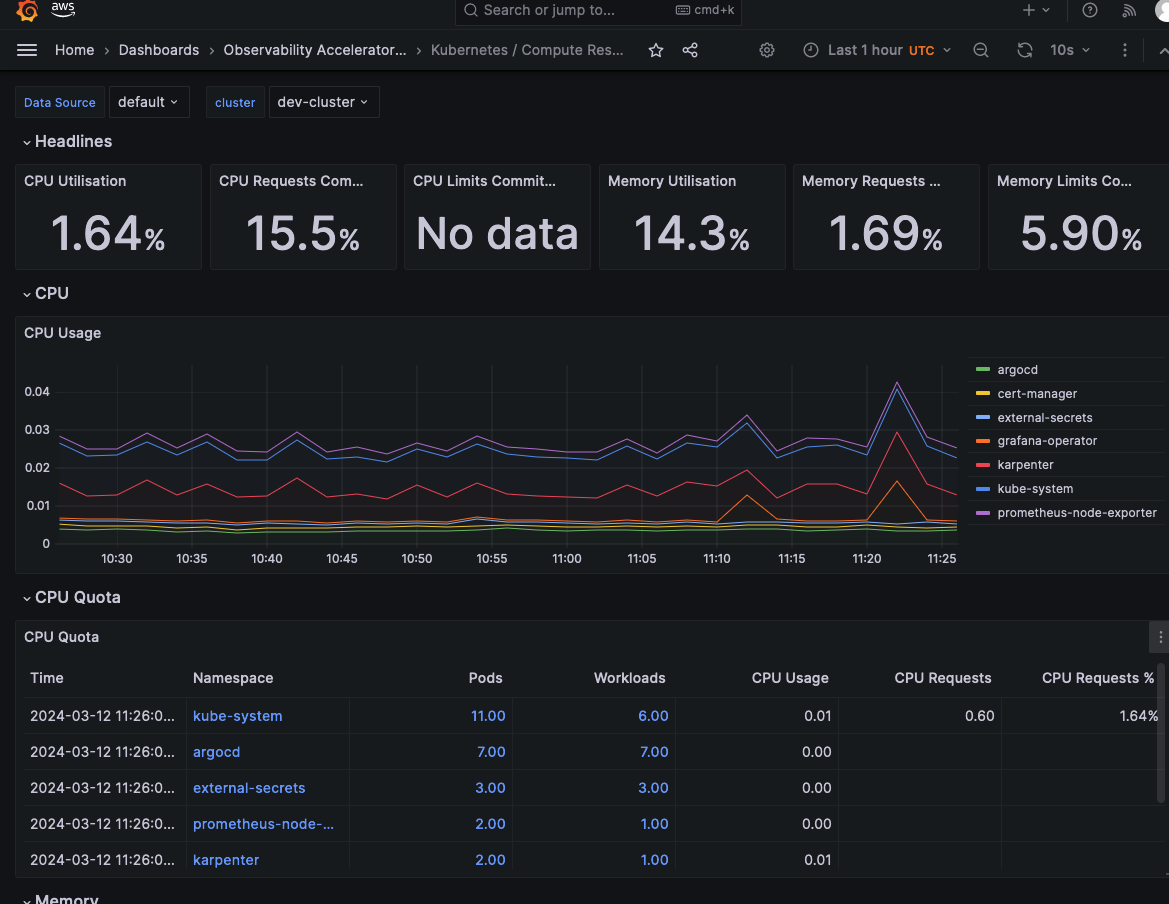 aws
Search or jump to... cmd+k
Home › Dashboards › Observability Accelerator... › Kubernetes / Compute Res... Last 1 hour UTC 10s
Data Source default cluster dev-cluster
Headlines
CPU Utilisation
1.64%
CPU Requests Com...
15.5%
CPU Limits Commit...
No data
Memory Utilisation
14.3%
Memory Requests ...
1.69%
Memory Limits Co...
5.90%
CPU
CPU Usage
0.04
0.03
0.02
0.01
0
10:30 10:35 10:40 10:45 10:50 10:55 11:00 11:05 11:10 11:15 11:20 11:25
argocd
cert-manager
external-secrets
grafana-operator
karpenter
kube-system
prometheus-node-exporter
CPU Quota
CPU Quota
Time Namespace Pods Workloads CPU Usage CPU Requests CPU Requests %
2024-03-12 11:26:0... kube-system 11.00 6.00 0.01 0.60 1.64%
2024-03-12 11:26:0... argocd 7.00 7.00 0.00
2024-03-12 11:26:0... external-secrets 3.00 3.00 0.00
2024-03-12 11:26:0... prometheus-node-... 2.00 1.00 0.00
2024-03-12 11:26:0... karpenter 2.00 1.00 0.01
Memory